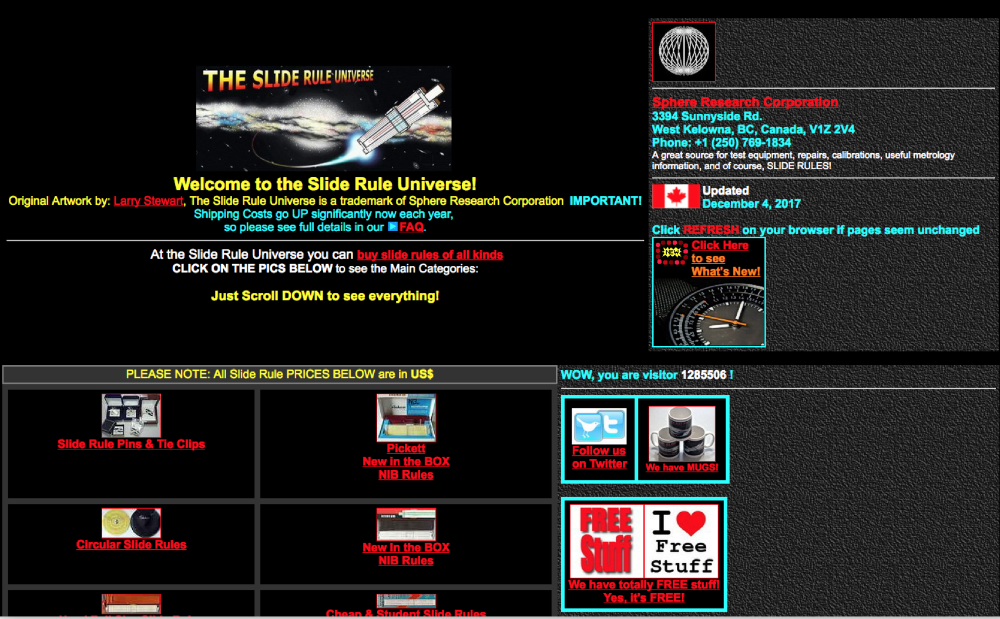 THE SLIDE RULE UNIVERSE
Welcome to the Slide Rule Universe!
Original Artwork by: Larry Stewart, The Slide Rule Universe is a trademark of Sphere Research Corporation IMPORTANT!
Shipping Costs go UP significantly now each year,
so please see full details in our FAQ.
At the Slide Rule Universe you can buy slide rules of all kinds
CLICK ON THE PICS BELOW to see the Main Categories:
Just Scroll DOWN to see everything!
Sphere Research Corporation
3394 Sunnyside Rd.
West Kelowna, BC, Canada, V1Z 2V4
Phone: +1 (250) 769-1834
A great source for test equipment, repairs, calibrations, useful metrology
information, and of course, SLIDE RULES!
Updated
December 4, 2017
Click REFRESH on your browser if pages seem unchanged
NEW
Click Here
to see
What's New!
PLEASE NOTE: All Slide Rule PRICES BELOW are in US$
Slide Rule Pins & Tie Clips
Pickett
New in the BOX
NIB Rules
Circular Slide Rules
New In the BOX
NIB Rules
Cheap & Student Slide Rules
WOW, you are visitor 1285506 !
t
Follow us
on Twitter
We have MUGS!
FREE
Stuff
I
Free
Stuff
We have totally FREE stuff!
Yes, it's FREE!